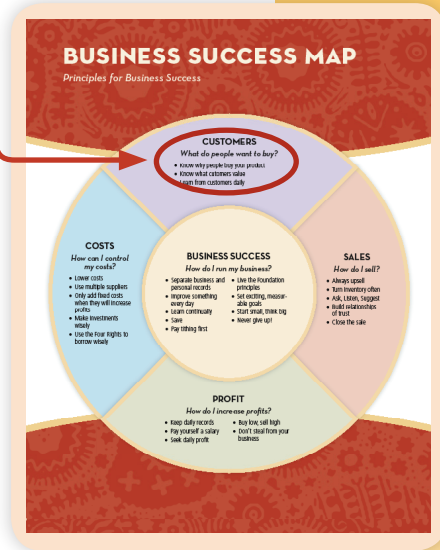 BUSINESS SUCCESS MAP
Principles for Business Success
CUSTOMERS
What do people want to buy?
• Know why people buy your product
• Know what cutomers value
• Learn from customers daily
COSTS
How can I control
my costs?
• Lower costs
• Use multiple suppliers
• Only add fixed costs
when they will increase
profits
• Make investments
wisely
• Use the Four Rights to
borrow wisely
BUSINESS SUCCESS
How do I run my business?
• Separate business and
personal records
• Improve something
every day
• Learn continually
• Save
• Pay tithing first
• Live the Foundation
principles
• Set exciting, measur-
able goals
• Start small, think big
• Never give up!
SALES
How do I sell?
• Always upsell
• Turn inventory often
• Ask, Listen, Suggest
• Build relationships
of trust
• Close the sale
PROFIT
How do I increase profits?
• Keep daily records
• Pay yourself a salary
• Seek daily profit
• Buy low, sell high
• Don't steal from your
business